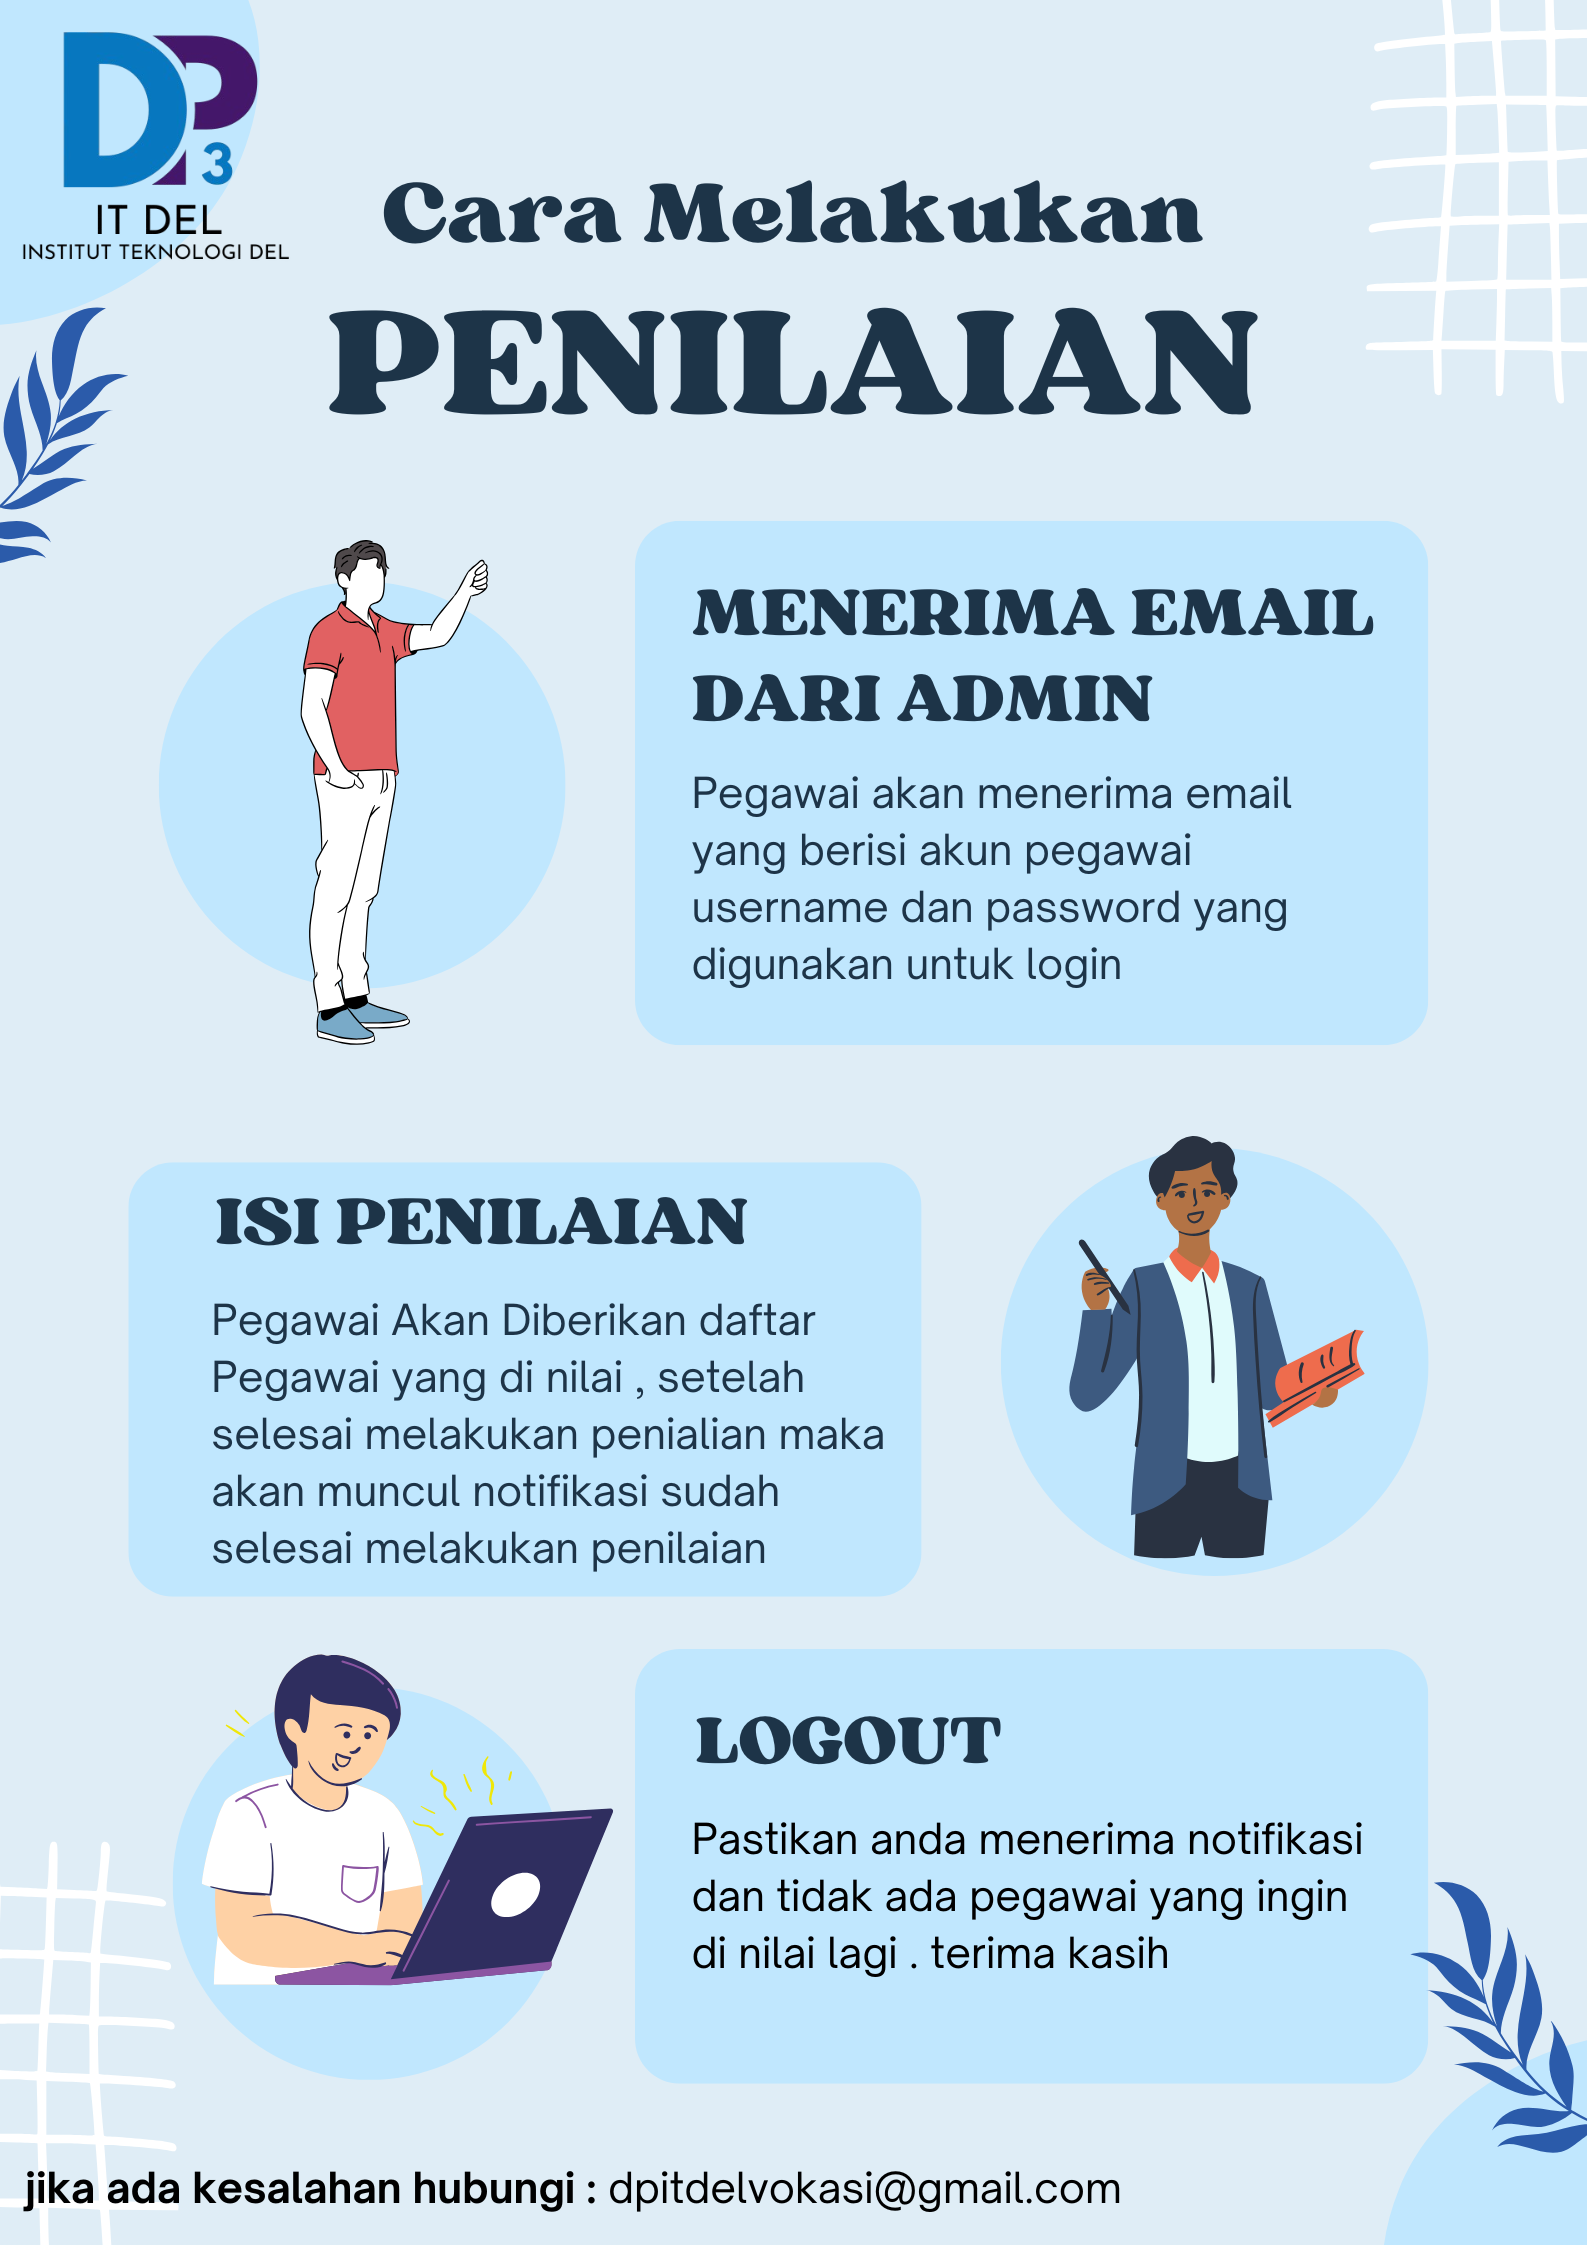 DP3
IT DEL
INSTITUT TEKNOLOGI DEL
Cara Melakukan
PENILAIAN
MENERIMA EMAIL
DARI ADMIN
Pegawai akan menerima email
yang berisi akun pegawai
username dan password yang
digunakan untuk login
ISI PENILAIAN
Pegawai Akan Diberikan daftar
Pegawai yang di nilai , setelah
selesai melakukan penialian maka
akan muncul notifikasi sudah
selesai melakukan penilaian
LOGOUT
Pastikan anda menerima notifikasi
dan tidak ada pegawai yang ingin
di nilai lagi . terima kasih
jika ada kesalahan hubungi : dpitdelvokasi@gmail.com